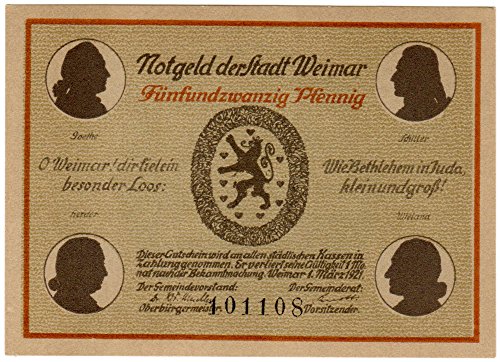 Notgeld der Stadt Weimar
Fünfundzwanzig Pfennig
Goethe
Schiller
O Weimar! dir fiel ein
besonder Loos:
Wie Bethlehem in Juda,
klein und groß!
herder
Wieland
Dieser Gutschein wird an allen städtischen Kassen in
Zahlung genommen. Er verliert seine Gültigkeit 1 Mo-
nat nach der Bekanntmachung. Weimar 1. März 1921
Der Gemeindevorstand:
Der Gemeinderat:
101108
Oberbürgermeister
Vorsitzender.